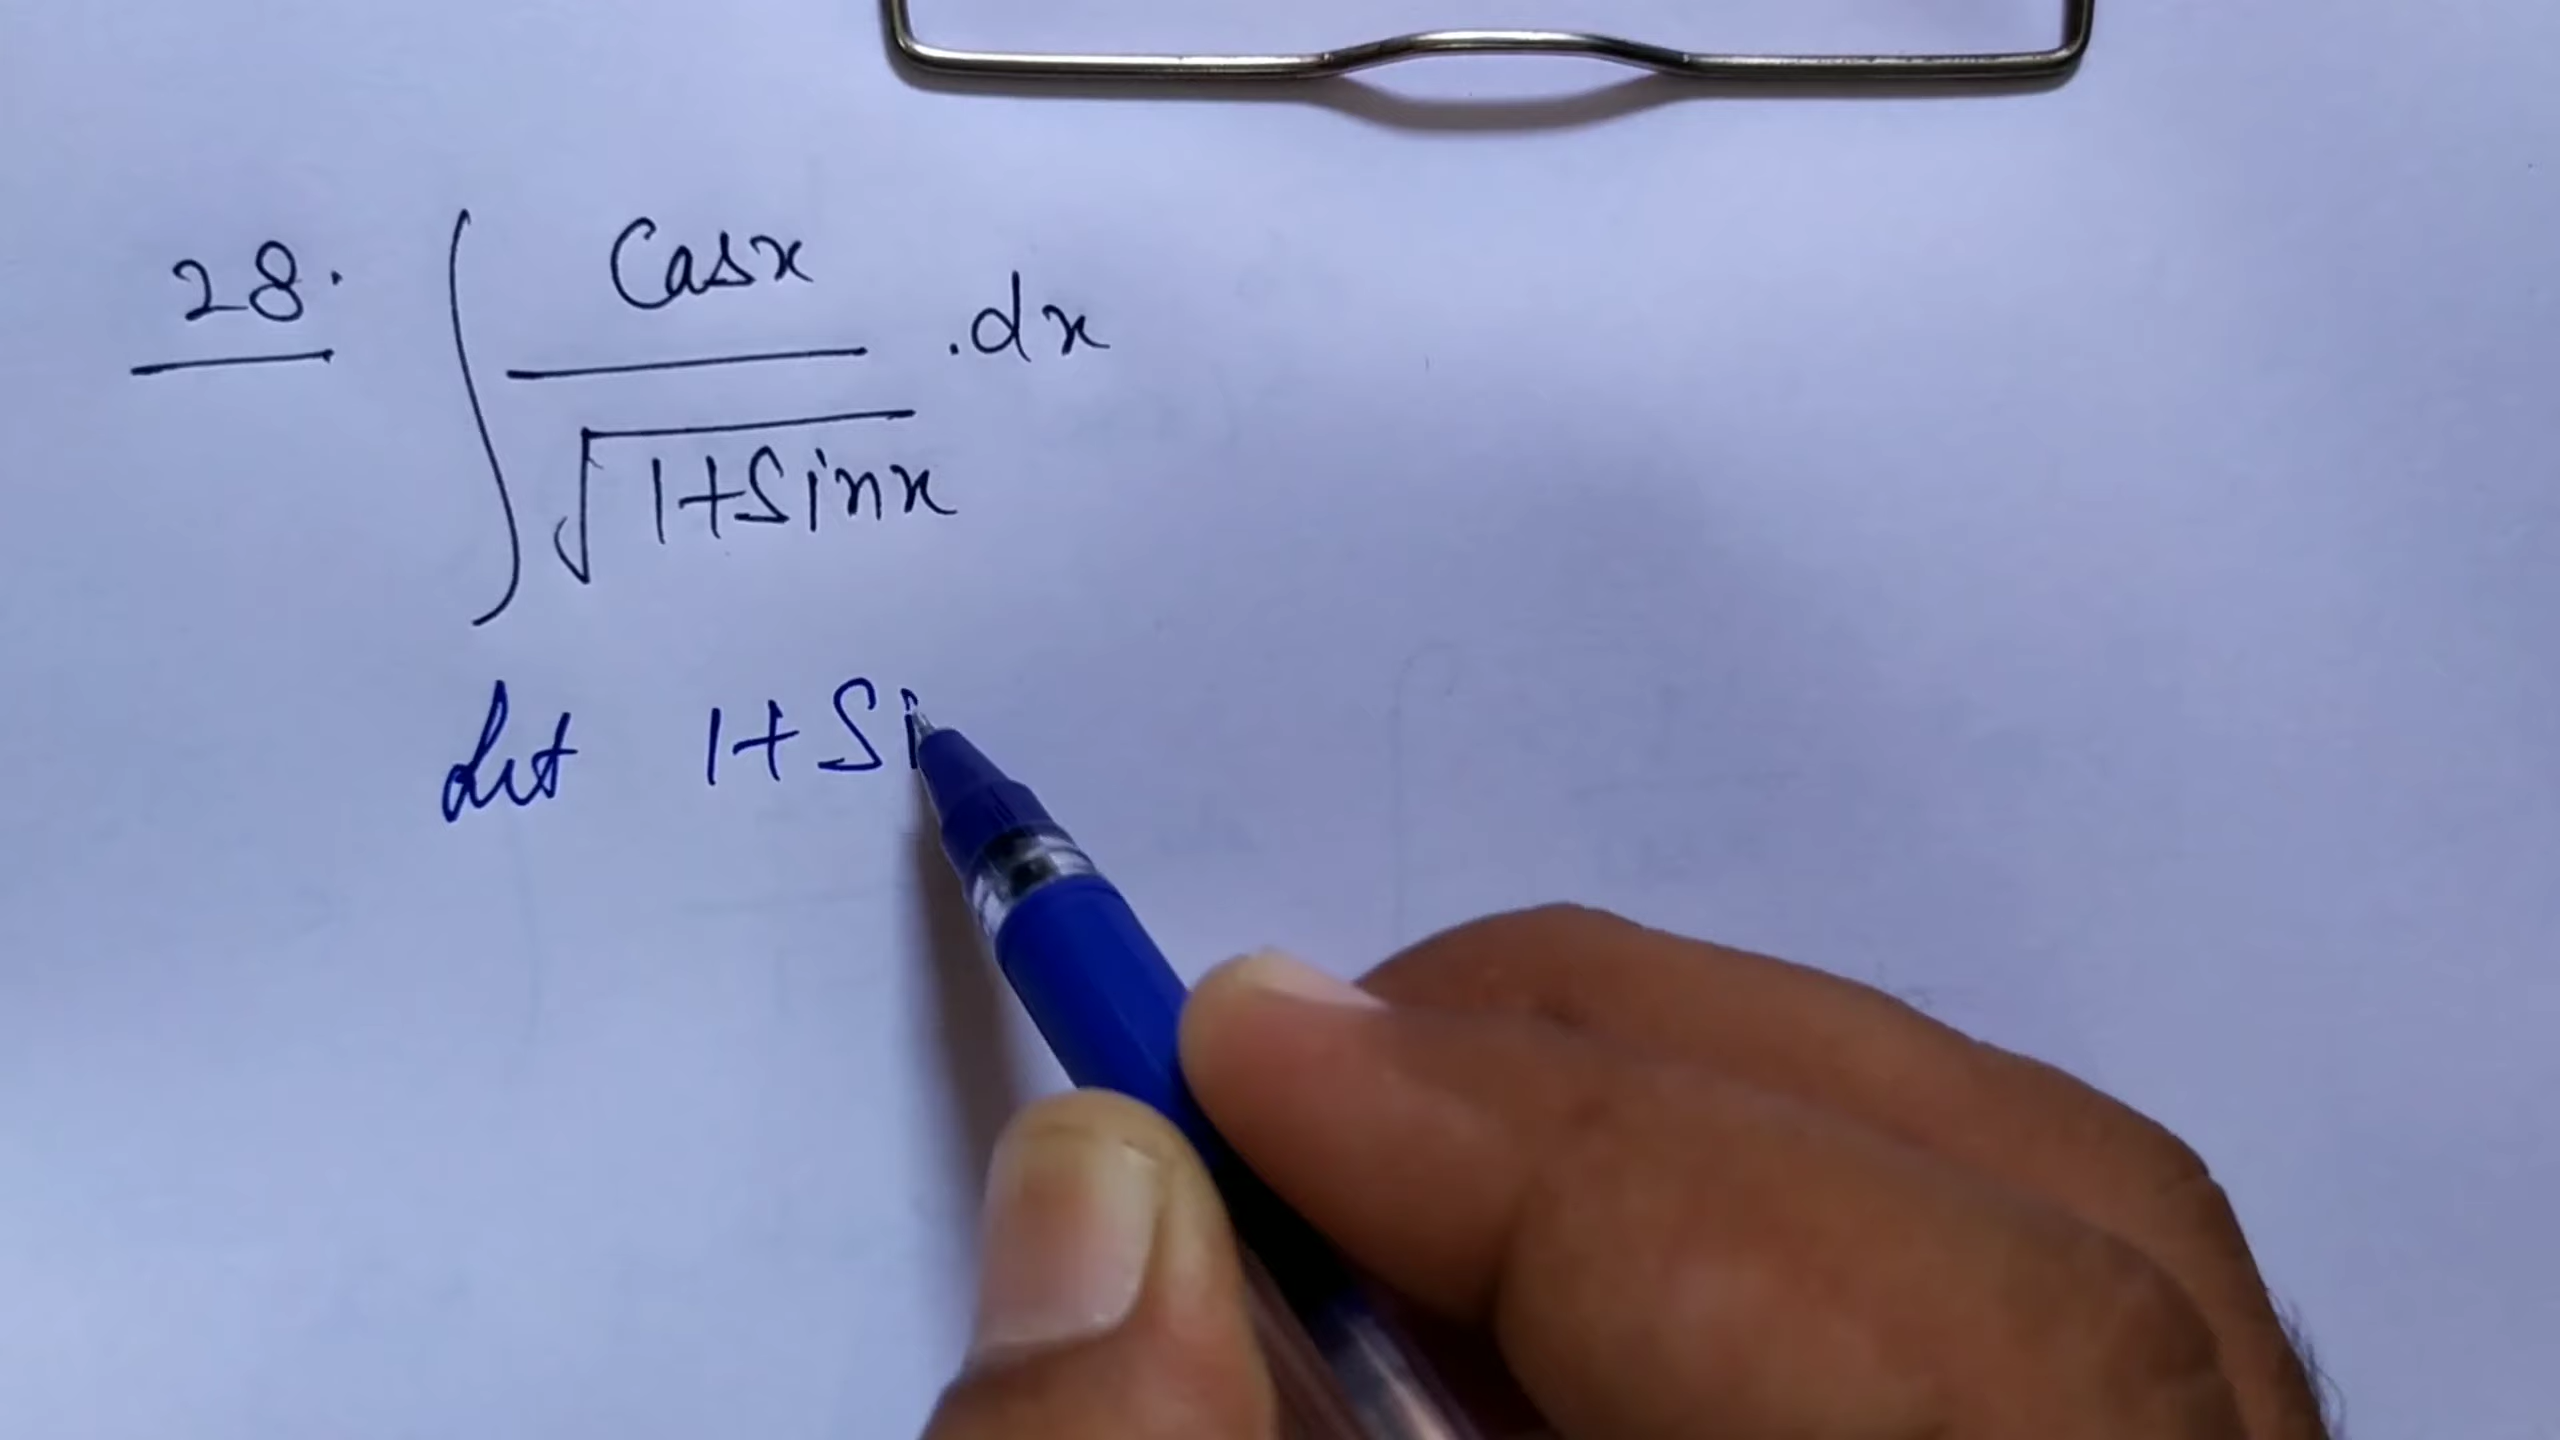 28. ∫ Cosx / √1+Sinx .dx
Let 1+Si